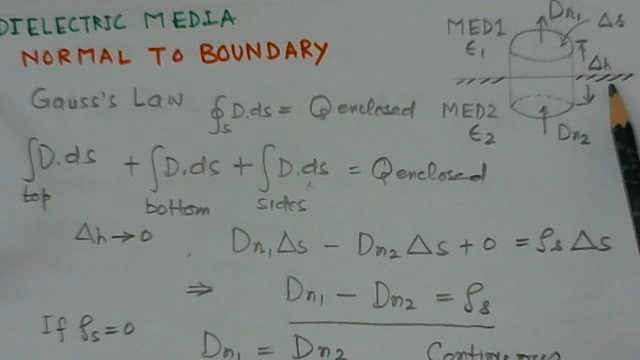 DIELECTRIC MEDIA
NORMAL TO BOUNDARY
Dn1 Δs
MED1
ε1
Δh
MED2
ε2
Dn2
Gauss's Law ∮s D.ds = Qenclosed
∫top D.ds + ∫bottom D.ds + ∫sides D.ds = Qenclosed
Δh→0 Dn1 Δs − Dn2 Δs + 0 = ρs Δs
⇒ Dn1 − Dn2 = ρs
If ρs=0 Dn1 = Dn2